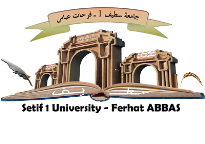 جامعة سطيف 1 - فرحات عباس
Setif 1 University - Ferhat ABBAS